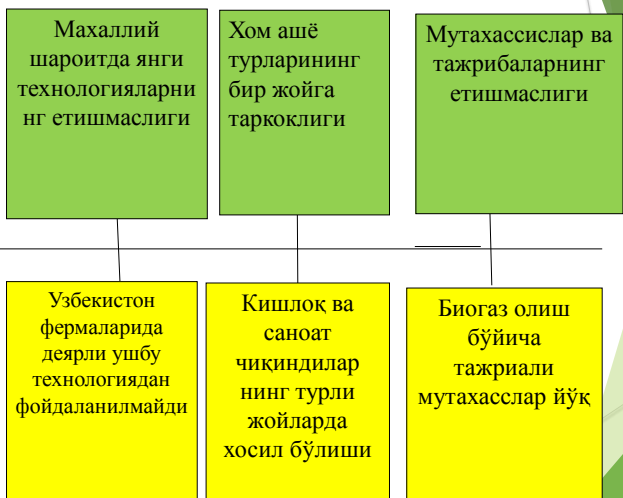 Махаллий
шароитда янги
технологиярни
нг етишмаслиги
Хом ашё
турларининг
бир жойга
таркоклиги
Мутахассислар ва
тажрибаларнинг
етишмаслиги
Узбекистон
фермаларида
деярли ушбу
технологиядан
фойдаланилмайди
Кишлоқ ва
саноат
чиқиндилар
нинг турли
жойларда
хосил бўлиши
Биогаз олиш
бўйича
тажриали
мутахасслар йўқ